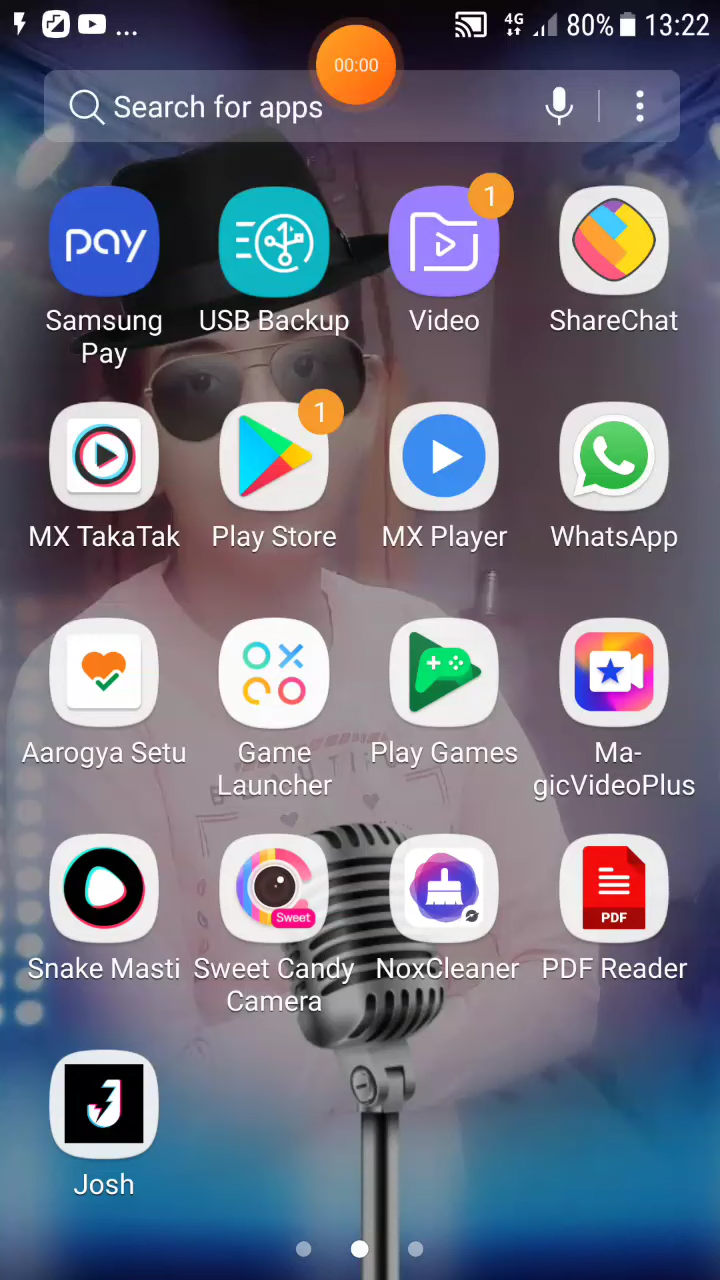 ... 4G 80% 13:22
00:00
Search for apps
pay
1
Samsung
Pay
USB Backup
Video
ShareChat
1
MX TakaTak
Play Store
MX Player
WhatsApp
Aarogya Setu
Game
Launcher
Play Games
Ma-
gicVideoPlus
Sweet
PDF
Snake Masti
Sweet Candy
Camera
NoxCleaner
PDF Reader
J
Josh